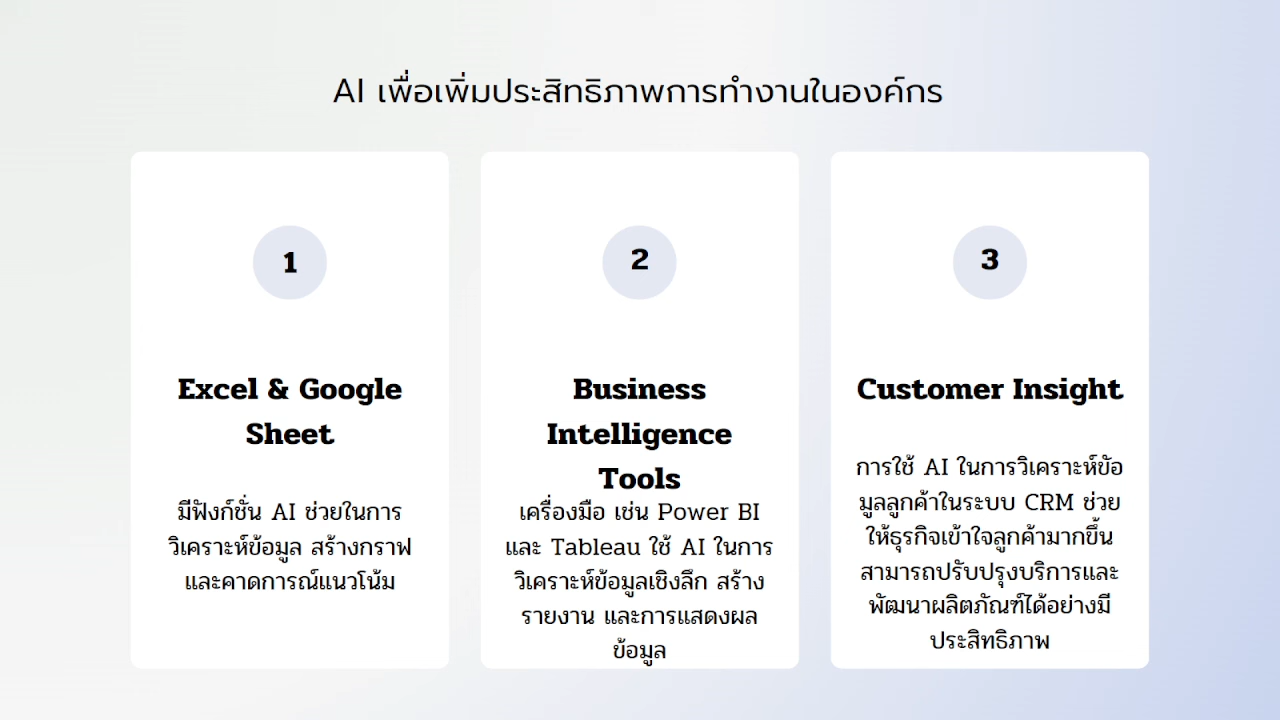 AI เพื่อเพิ่มประสิทธิภาพการทำงานในองค์กร
1
Excel & Google
Sheet
มีฟังก์ชั่น AI ช่วยในการ
วิเคราะห์ข้อมูล สร้างกราฟ
และคาดการณ์แนวโน้ม
2
Business
Intelligence
Tools
เครื่องมือ เช่น Power BI
และ Tableau ใช้ AI ในการ
วิเคราะห์ข้อมูลเชิงลึก สร้าง
รายงาน และการแสดงผล
ข้อมูล
3
Customer Insight
การใช้ AI ในการวิเคราะห์ข้อ
มูลลูกค้าในระบบ CRM ช่วย
ให้ธุรกิจเข้าใจลูกค้ามากขึ้น
สามารถปรับปรุงบริการและ
พัฒนาผลิตภัณฑ์ได้อย่างมี
ประสิทธิภาพ